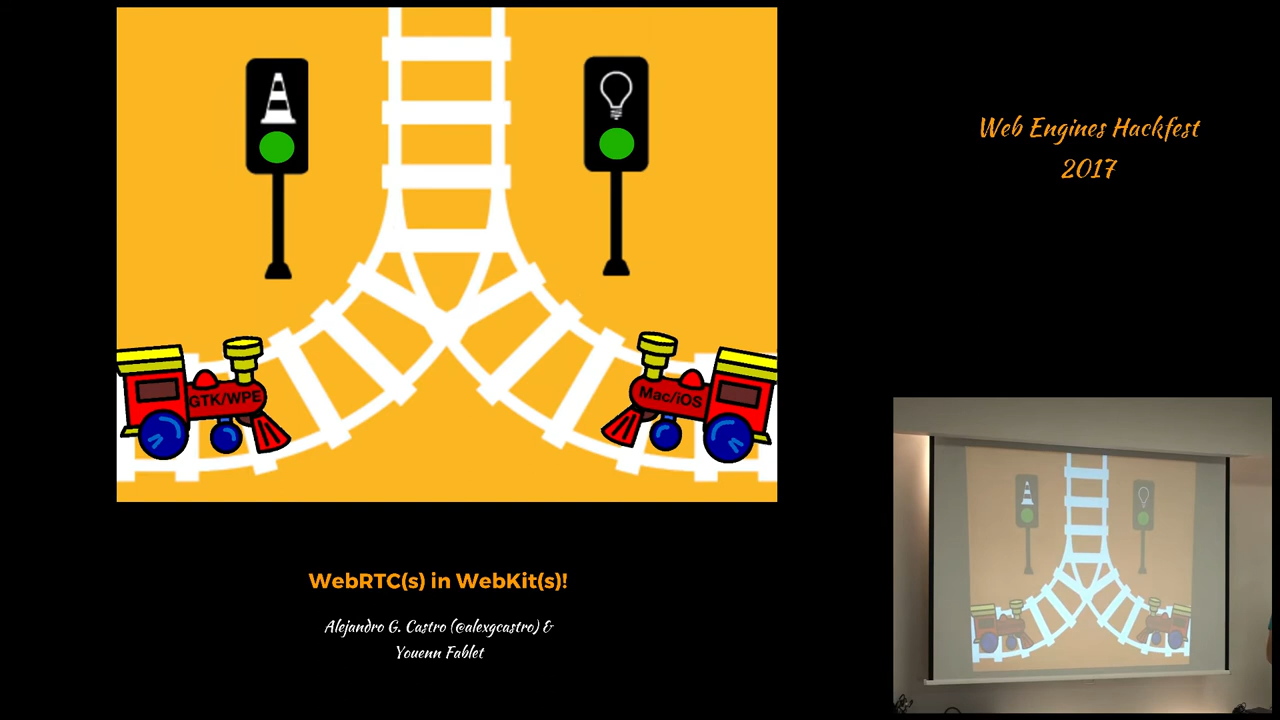 GTK/WPE
Mac/iOS
Web Engines Hackfest
2017
WebRTC(s) in WebKit(s)!
Alejandro G. Castro (@alexgcastro) &
Youenn Fablet